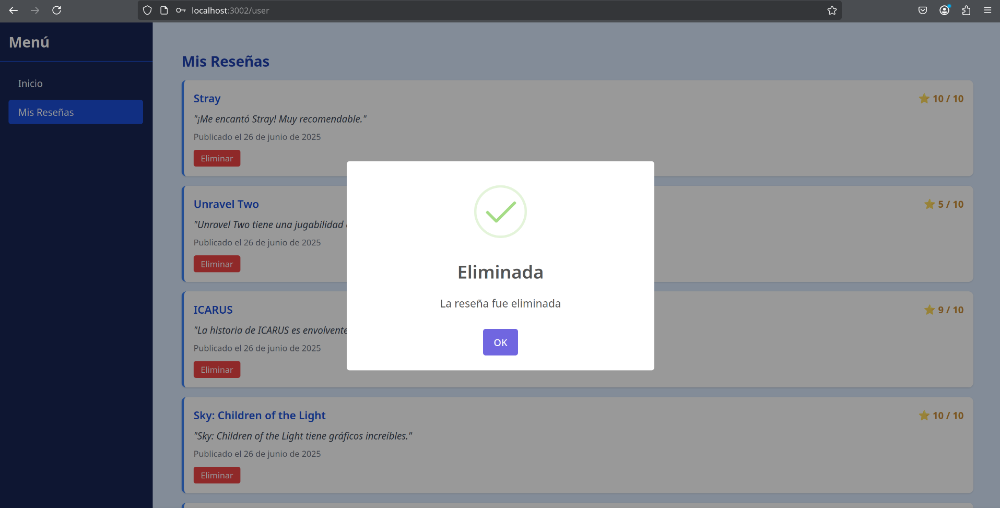 localhost:3002/user
Menú
Inicio
Mis Reseñas
Mis Reseñas
Stray
10 / 10
"¡Me encantó Stray! Muy recomendable."
Publicado el 26 de junio de 2025
Eliminar
Unravel Two
5 / 10
"Unravel Two tiene una jugabilidad
Publicado el 26 de junio de 2025
Eliminar
ICARUS
9 / 10
"La historia de ICARUS es envolvente
Publicado el 26 de junio de 2025
Eliminar
Sky: Children of the Light
10 / 10
"Sky: Children of the Light tiene gráficos increíbles."
Publicado el 26 de junio de 2025
Eliminar
Eliminada
La reseña fue eliminada
OK